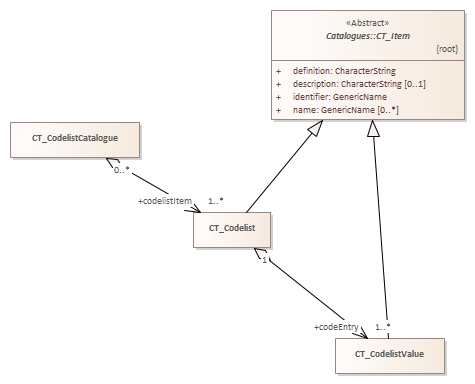 «Abstract»
Catalogues::CT_Item
{root}
+ definition: CharacterString
+ description: CharacterString [0..1]
+ identifier: GenericName
+ name: GenericName [0..*]
CT_CodelistCatalogue
0..*
+codelistItem
1..*
CT_Codelist
1
+codeEntry
1..*
CT_CodelistValue